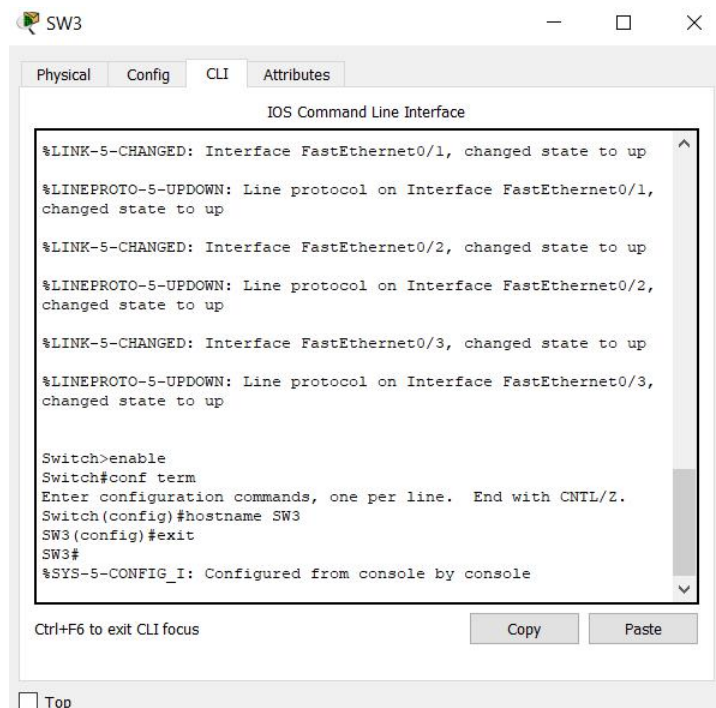 SW3
Physical Config CLI Attributes
IOS Command Line Interface
%LINK-5-CHANGED: Interface FastEthernet0/1, changed state to up
%LINEPROTO-5-UPDOWN: Line protocol on Interface FastEthernet0/1,
changed state to up
%LINK-5-CHANGED: Interface FastEthernet0/2, changed state to up
%LINEPROTO-5-UPDOWN: Line protocol on Interface FastEthernet0/2,
changed state to up
%LINK-5-CHANGED: Interface FastEthernet0/3, changed state to up
%LINEPROTO-5-UPDOWN: Line protocol on Interface FastEthernet0/3,
changed state to up
Switch>enable
Switch#conf term
Enter configuration commands, one per line.  End with CNTL/Z.
Switch(config)#hostname SW3
SW3(config)#exit
SW3#
%SYS-5-CONFIG_I: Configured from console by console
Ctrl+F6 to exit CLI focus
Copy Paste
Top